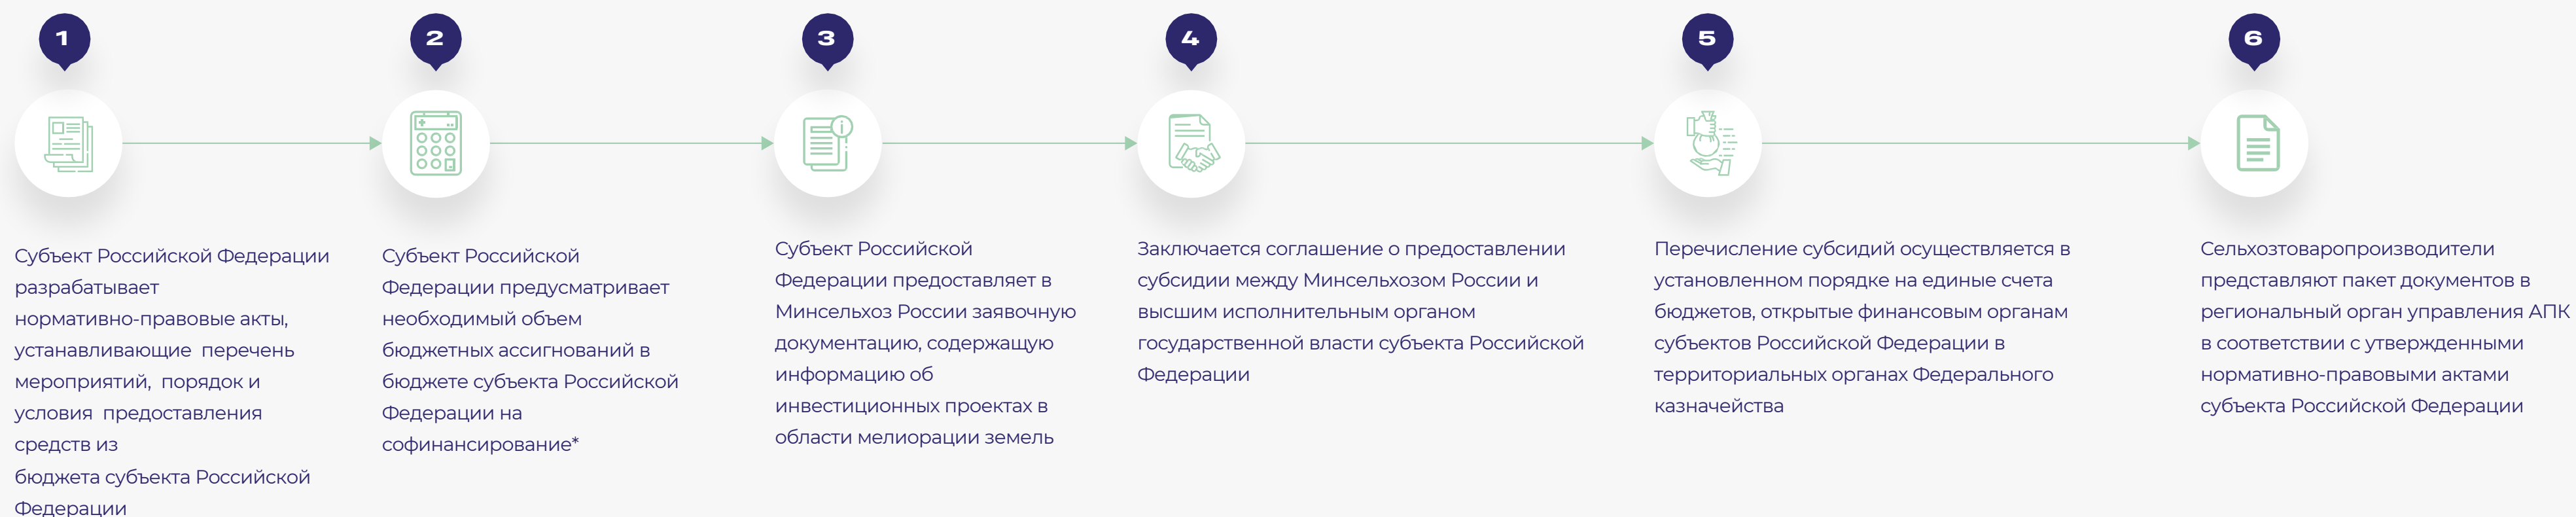 1
Субъект Российской Федерации
разрабатывает
нормативно-правовые акты,
устанавливающие перечень
мероприятий, порядок и
условия предоставления
средств из
бюджета субъекта Российской
Федерации
2
Субъект Российской
Федерации предусматривает
необходимый объем
бюджетных ассигнований в
бюджете субъекта Российской
Федерации на
софинансирование*
3
Субъект Российской
Федерации предоставляет в
Минсельхоз России заявочную
документацию, содержащую
информацию об
инвестиционных проектах в
области мелиорации земель
4
Заключается соглашение о предоставлении
субсидии между Минсельхозом России и
высшим исполнительным органом
государственной власти субъекта Российской
Федерации
5
Перечисление субсидий осуществляется в
установленном порядке на единые счета
бюджетов, открытые финансовым органам
субъектов Российской Федерации в
территориальных органах Федерального
казначейства
6
Сельхозтоваропроизводители
представляют пакет документов в
региональный орган управления АПК
в соответствии с утвержденными
нормативно-правовыми актами
субъекта Российской Федерации